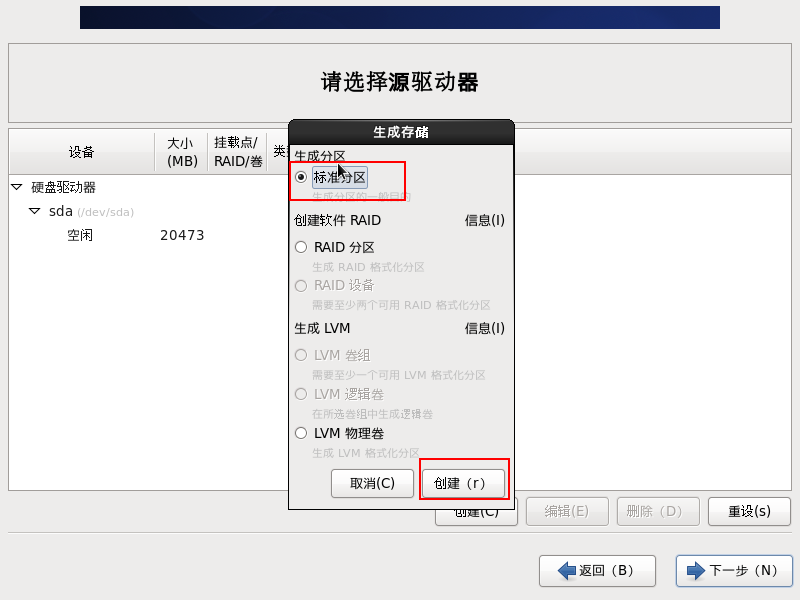 请选择源驱动器
设备
大小
(MB)
挂载点/
RAID/卷
类
硬盘驱动器
sda (/dev/sda)
空闲 20473
生成存储
生成分区
标准分区
生成分区的一般目的
创建软件 RAID 信息(I)
RAID 分区
生成 RAID 格式化分区
RAID 设备
需要至少两个可用 RAID 格式化分区
生成 LVM 信息(I)
LVM 卷组
需要至少一个可用 LVM 格式化分区
LVM 逻辑卷
在所选卷组中生成逻辑卷
LVM 物理卷
生成 LVM 格式化分区
取消(C) 创建（r）
创建(C) 编辑(E) 删除（D） 重设(s)
返回（B） 下一步（N）